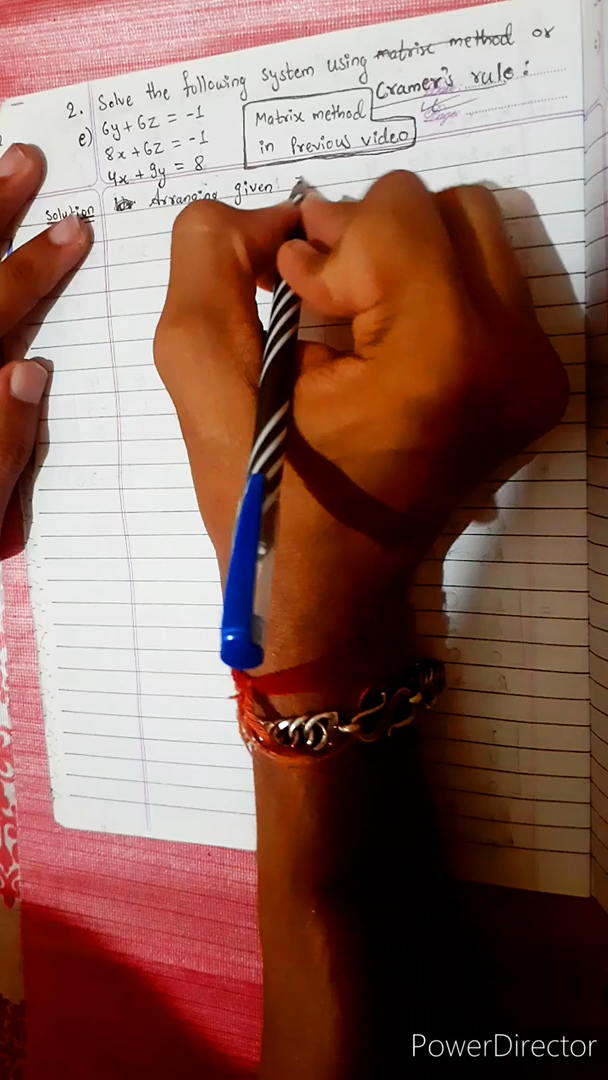 2. Solve the following system using matrix method or
Cramer's rule:
e) 6y + 6z = -1
8x + 6z = -1
4x + 9y = 8
Matrix method
in Previous video
Solution
Arranging given
PowerDirector